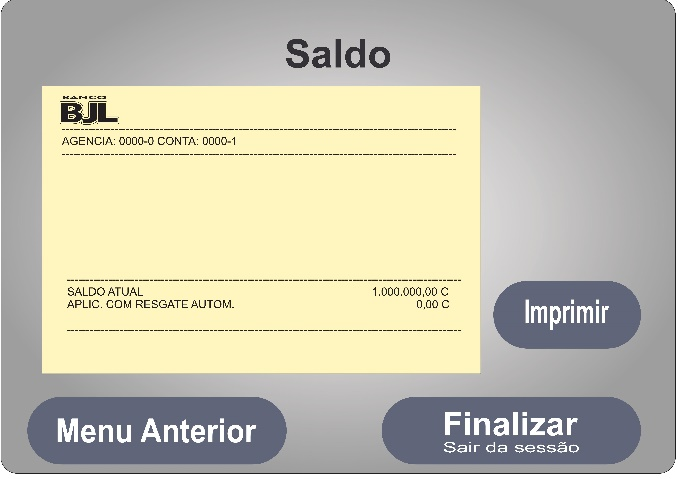 Saldo
BANCO
BJL
--------------------------------------------------------------------------------
AGENCIA: 0000-0 CONTA: 0000-1
--------------------------------------------------------------------------------
--------------------------------------------------------------------------------
SALDO ATUAL 1.000.000,00 C
APLIC. COM RESGATE AUTOM. 0,00 C
--------------------------------------------------------------------------------
Imprimir
Menu Anterior
Finalizar
Sair da sessão